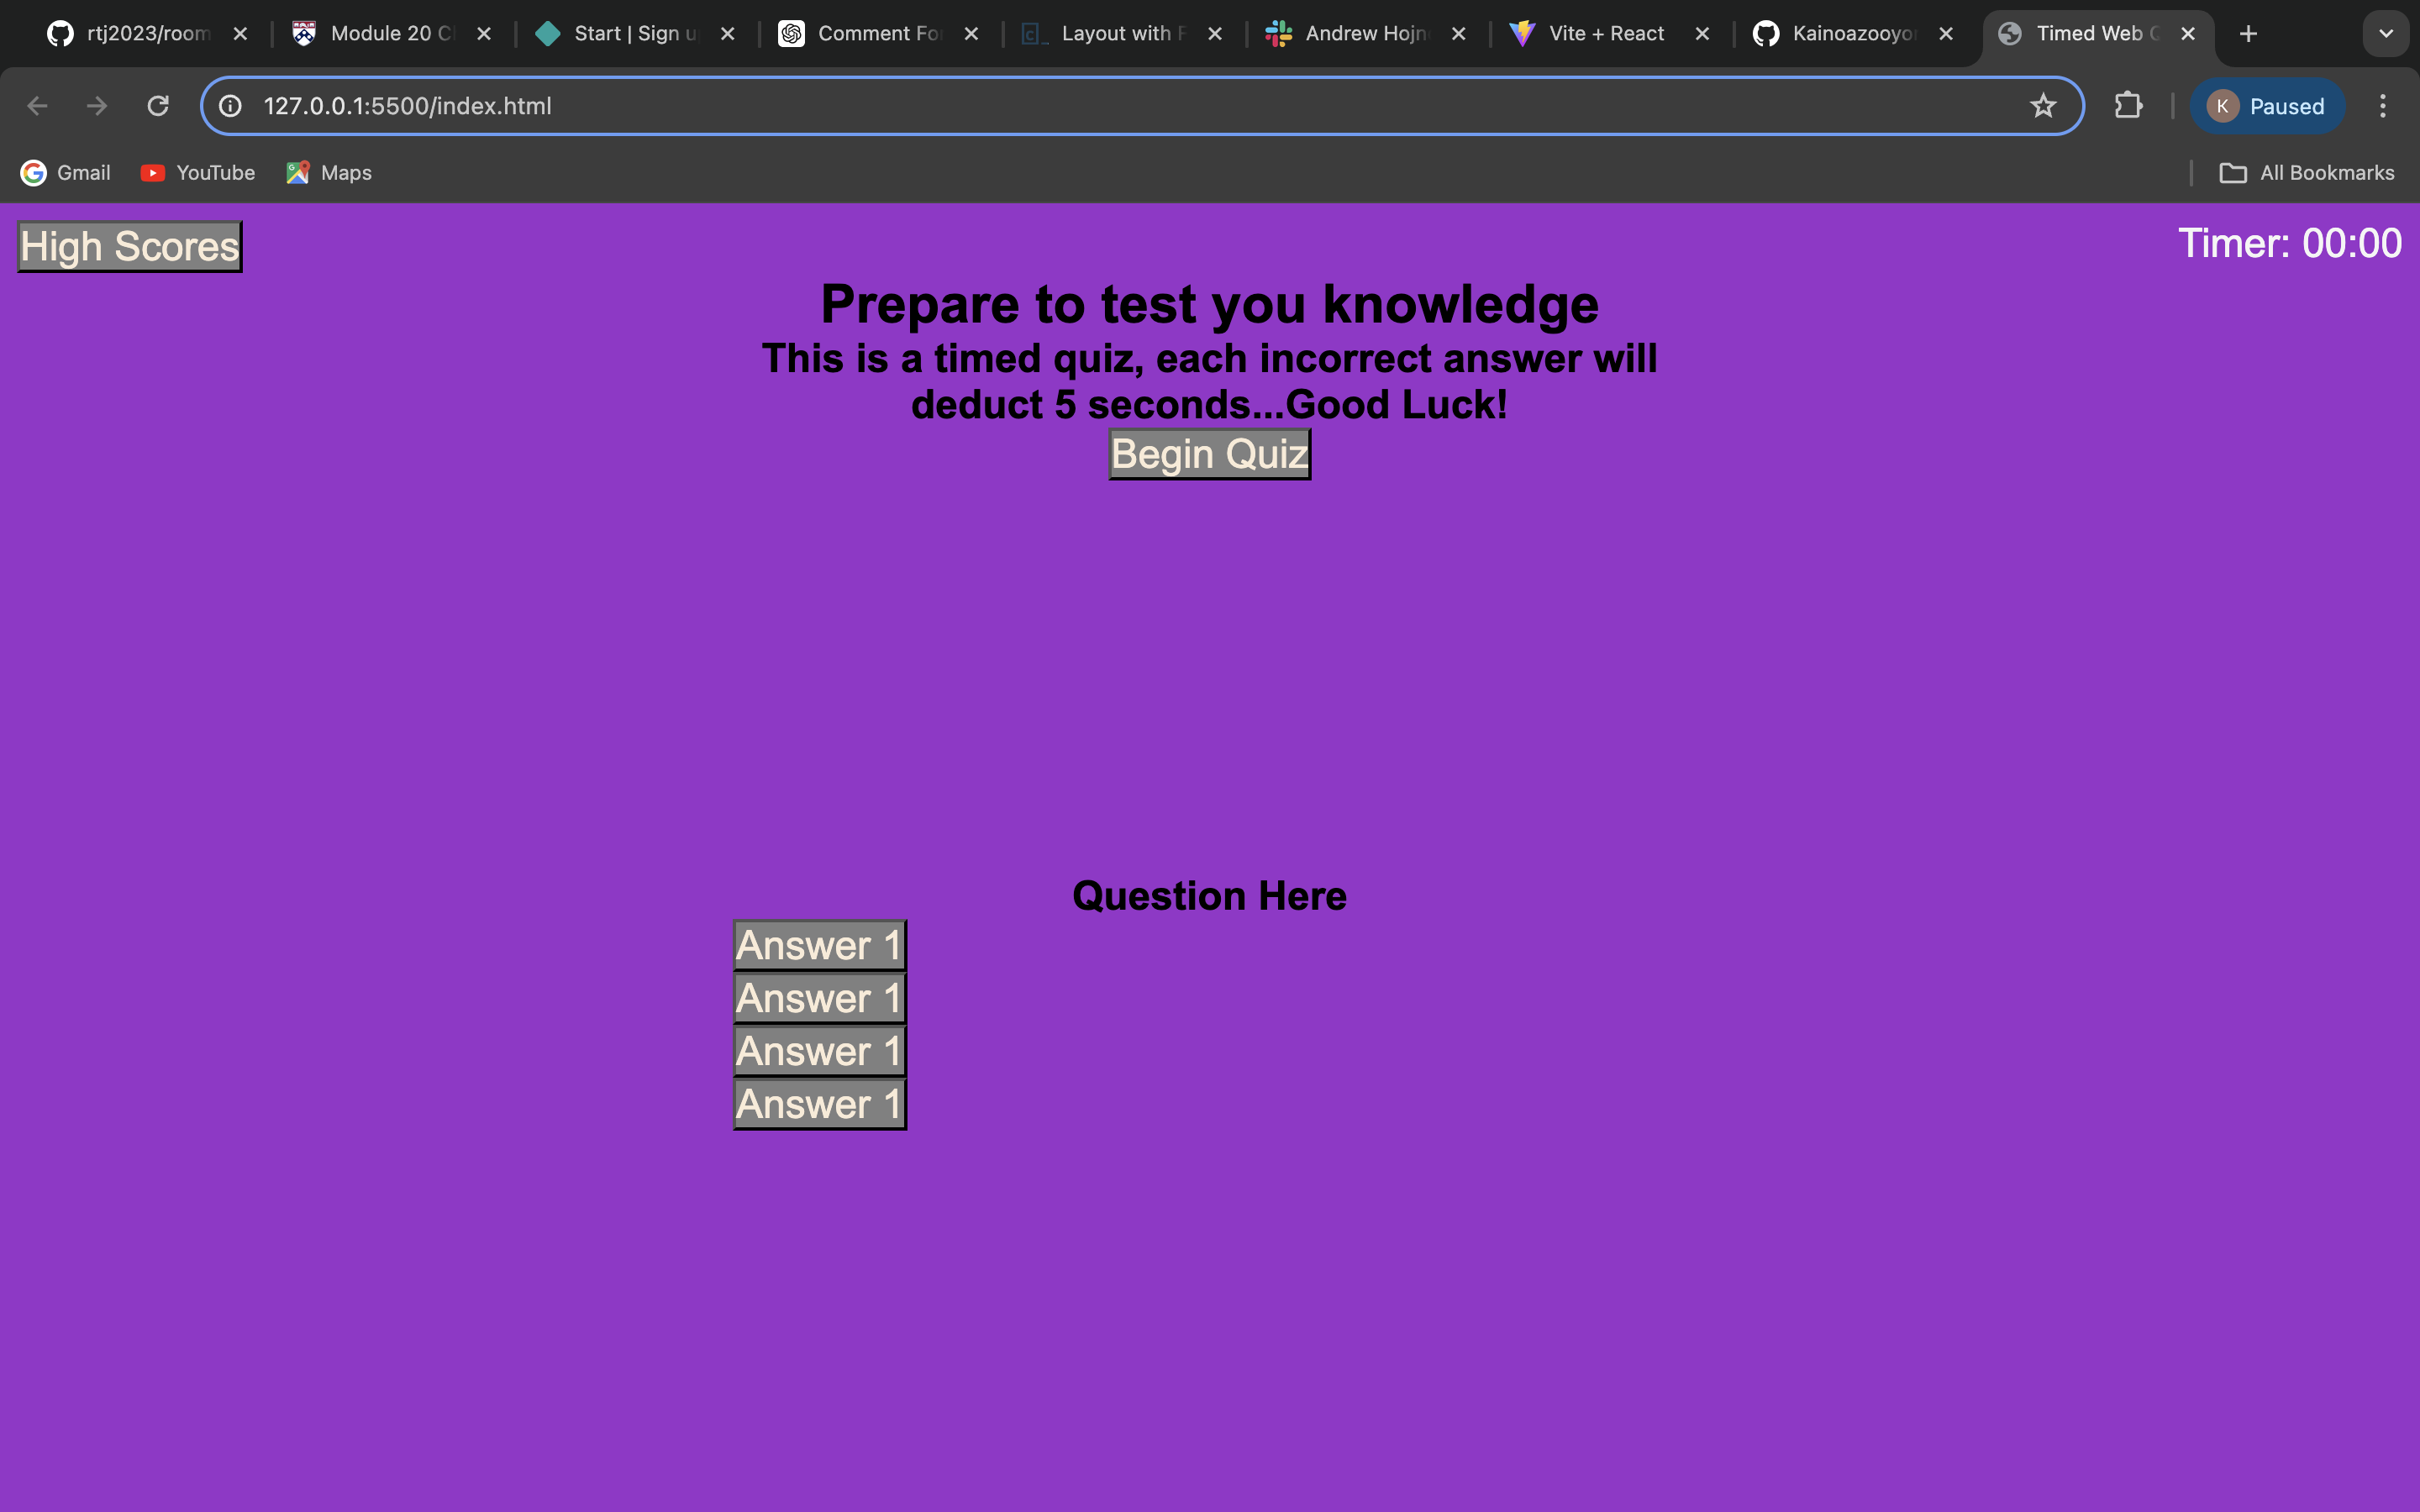 rtj2023/room
Module 20 C
Start | Sign u
Comment Fo
Layout with
Andrew Hojn
Vite + React
Kainoazooyo
Timed Web
127.0.0.1:5500/index.html
K Paused
Gmail
YouTube
Maps
All Bookmarks
High Scores
Timer: 00:00
Prepare to test you knowledge
This is a timed quiz, each incorrect answer will
deduct 5 seconds...Good Luck!
Begin Quiz
Question Here
Answer 1
Answer 1
Answer 1
Answer 1